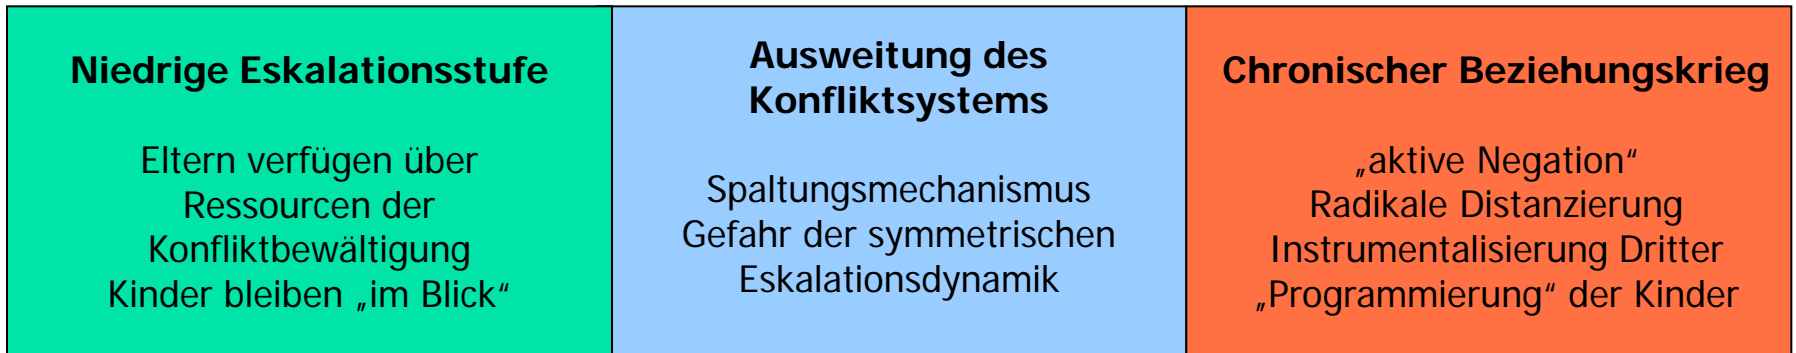 Niedrige Eskalationsstufe
Eltern verfügen über
Ressourcen der
Konfliktbewältigung
Kinder bleiben „im Blick“
Ausweitung des
Konfliktsystems
Spaltungsmechanismus
Gefahr der symmetrischen
Eskalationsdynamik
Chronischer Beziehungskrieg
„aktive Negation“
Radikale Distanzierung
Instrumentalisierung Dritter
„Programmierung“ der Kinder